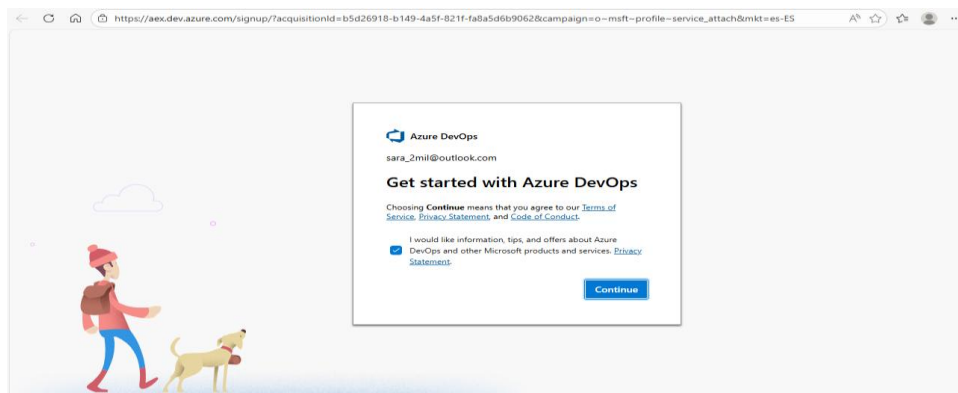 https://aex.dev.azure.com/signup/?acquisitionId=b5d26918-b149-4a5f-821f-fa8a5d6b9062&campaign=o~msft~profile~service_attach&mkt=es-ES
Azure DevOps
sara_2mil@outlook.com
Get started with Azure DevOps
Choosing Continue means that you agree to our Terms of
Service, Privacy Statement, and Code of Conduct.
I would like information, tips, and offers about Azure
DevOps and other Microsoft products and services. Privacy
Statement.
Continue